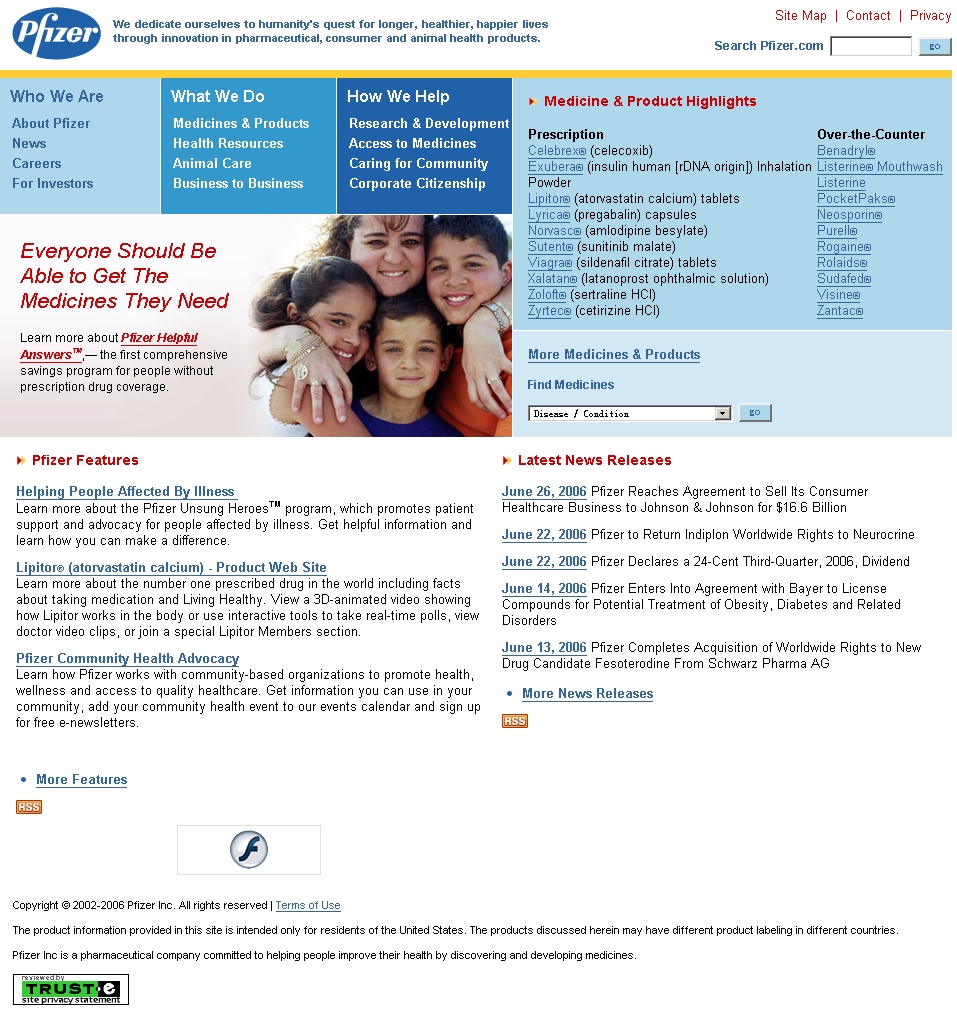 Pfizer
We dedicate ourselves to humanity's quest for longer, healthier, happier lives
through innovation in pharmaceutical, consumer and animal health products.
Site Map | Contact | Privacy
Search Pfizer.com
go
Who We Are
About Pfizer
News
Careers
For Investors
What We Do
Medicines & Products
Health Resources
Animal Care
Business to Business
How We Help
Research & Development
Access to Medicines
Caring for Community
Corporate Citizenship
Everyone Should Be
Able to Get The
Medicines They Need
Learn more about Pfizer Helpful
Answers™,— the first comprehensive
savings program for people without
prescription drug coverage.
Medicine & Product Highlights
Prescription
Celebrex® (celecoxib)
Exubera® (insulin human [rDNA origin]) Inhalation
Powder
Lipitor® (atorvastatin calcium) tablets
Lyrica® (pregabalin) capsules
Norvasc® (amlodipine besylate)
Sutent® (sunitinib malate)
Viagra® (sildenafil citrate) tablets
Xalatan® (latanoprost ophthalmic solution)
Zoloft® (sertraline HCl)
Zyrtec® (cetirizine HCl)
Over-the-Counter
Benadryl®
Listerine® Mouthwash
Listerine
PocketPaks®
Neosporin®
Purell®
Rogaine®
Rolaids®
Sudafed®
Visine®
Zantac®
More Medicines & Products
Find Medicines
Disease / Condition
go
Pfizer Features
Helping People Affected By Illness
Learn more about the Pfizer Unsung Heroes™ program, which promotes patient
support and advocacy for people affected by illness. Get helpful information and
learn how you can make a difference.
Lipitor® (atorvastatin calcium) - Product Web Site
Learn more about the number one prescribed drug in the world including facts
about taking medication and Living Healthy. View a 3D-animated video showing
how Lipitor works in the body or use interactive tools to take real-time polls, view
doctor video clips, or join a special Lipitor Members section.
Pfizer Community Health Advocacy
Learn how Pfizer works with community-based organizations to promote health,
wellness and access to quality healthcare. Get information you can use in your
community, add your community health event to our events calendar and sign up
for free e-newsletters.
• More Features
RSS
Latest News Releases
June 26, 2006 Pfizer Reaches Agreement to Sell Its Consumer
Healthcare Business to Johnson & Johnson for $16.6 Billion
June 22, 2006 Pfizer to Return Indiplon Worldwide Rights to Neurocrine
June 22, 2006 Pfizer Declares a 24-Cent Third-Quarter, 2006, Dividend
June 14, 2006 Pfizer Enters Into Agreement with Bayer to License
Compounds for Potential Treatment of Obesity, Diabetes and Related
Disorders
June 13, 2006 Pfizer Completes Acquisition of Worldwide Rights to New
Drug Candidate Fesoterodine From Schwarz Pharma AG
• More News Releases
RSS
Copyright © 2002-2006 Pfizer Inc. All rights reserved | Terms of Use
The product information provided in this site is intended only for residents of the United States. The products discussed herein may have different product labeling in different countries.
Pfizer Inc is a pharmaceutical company committed to helping people improve their health by discovering and developing medicines.
reviewed by
TRUST e
site privacy statement